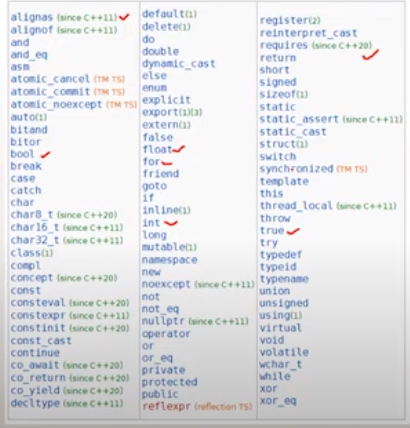 alignas (since C++11)
alignof (since C++11)
and
and_eq
asm
atomic_cancel (TM TS)
atomic_commit (TM TS)
atomic_noexcept (TM TS)
auto(1)
bitand
bitor
bool
break
case
catch
char
char8_t (since C++20)
char16_t (since C++11)
char32_t (since C++11)
class(1)
compl
concept (since C++20)
const
consteval (since C++20)
constexpr (since C++11)
constinit (since C++20)
const_cast
continue
co_await (since C++20)
co_return (since C++20)
co_yield (since C++20)
decltype (since C++11)
default(1)
delete(1)
do
double
dynamic_cast
else
enum
explicit
export(1)(3)
extern(1)
false
float
for
friend
goto
if
inline(1)
int
long
mutable(1)
namespace
new
noexcept (since C++11)
not
not_eq
nullptr (since C++11)
operator
or
or_eq
private
protected
public
reflexpr (reflection TS)
register(2)
reinterpret_cast
requires (since C++20)
return
short
signed
sizeof(1)
static
static_assert (since C++11)
static_cast
struct(1)
switch
synchronized (TM TS)
template
this
thread_local (since C++11)
throw
true
try
typedef
typeid
typename
union
unsigned
using(1)
virtual
void
volatile
wchar_t
while
xor
xor_eq